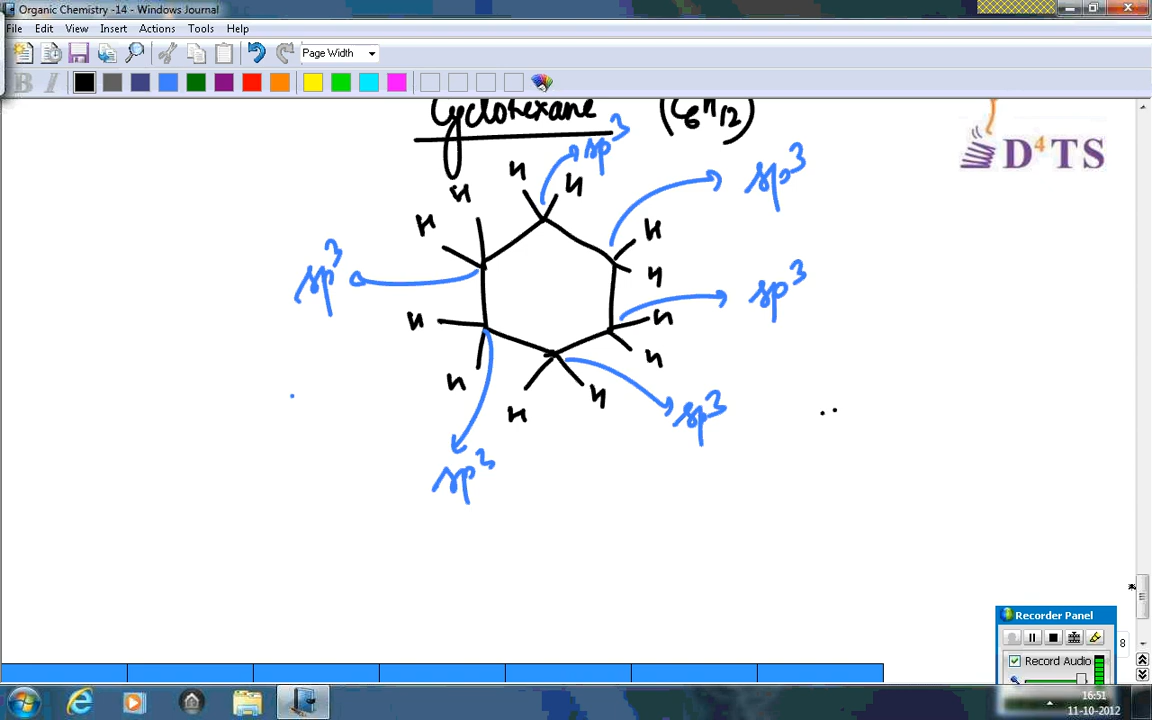 Organic Chemistry -14 - Windows Journal
File Edit View Insert Actions Tools Help
Page Width
B I
Cyclohexane (C6H12)
D4TS
sp3
sp3
H H H
H H
sp3
H
sp3
H H
H H
H H
sp3
sp3
Recorder Panel
8
Record Audio
16:51
11-10-2012